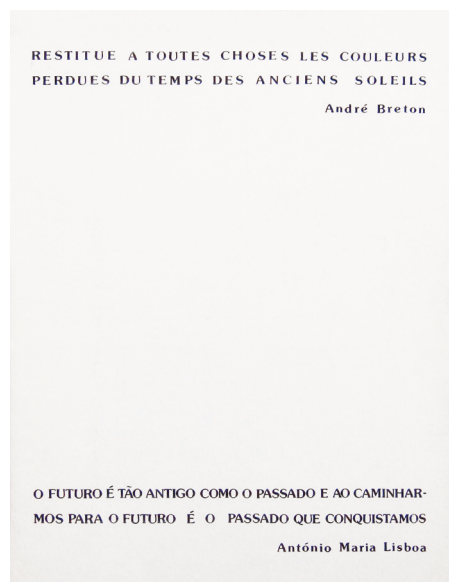 RESTITUE A TOUTES CHOSES LES COULEURS
PERDUES DU TEMPS DES ANCIENS SOLEILS
André Breton
O FUTURO É TÃO ANTIGO COMO O PASSADO E AO CAMINHAR-
MOS PARA O FUTURO É O PASSADO QUE CONQUISTAMOS
António Maria Lisboa